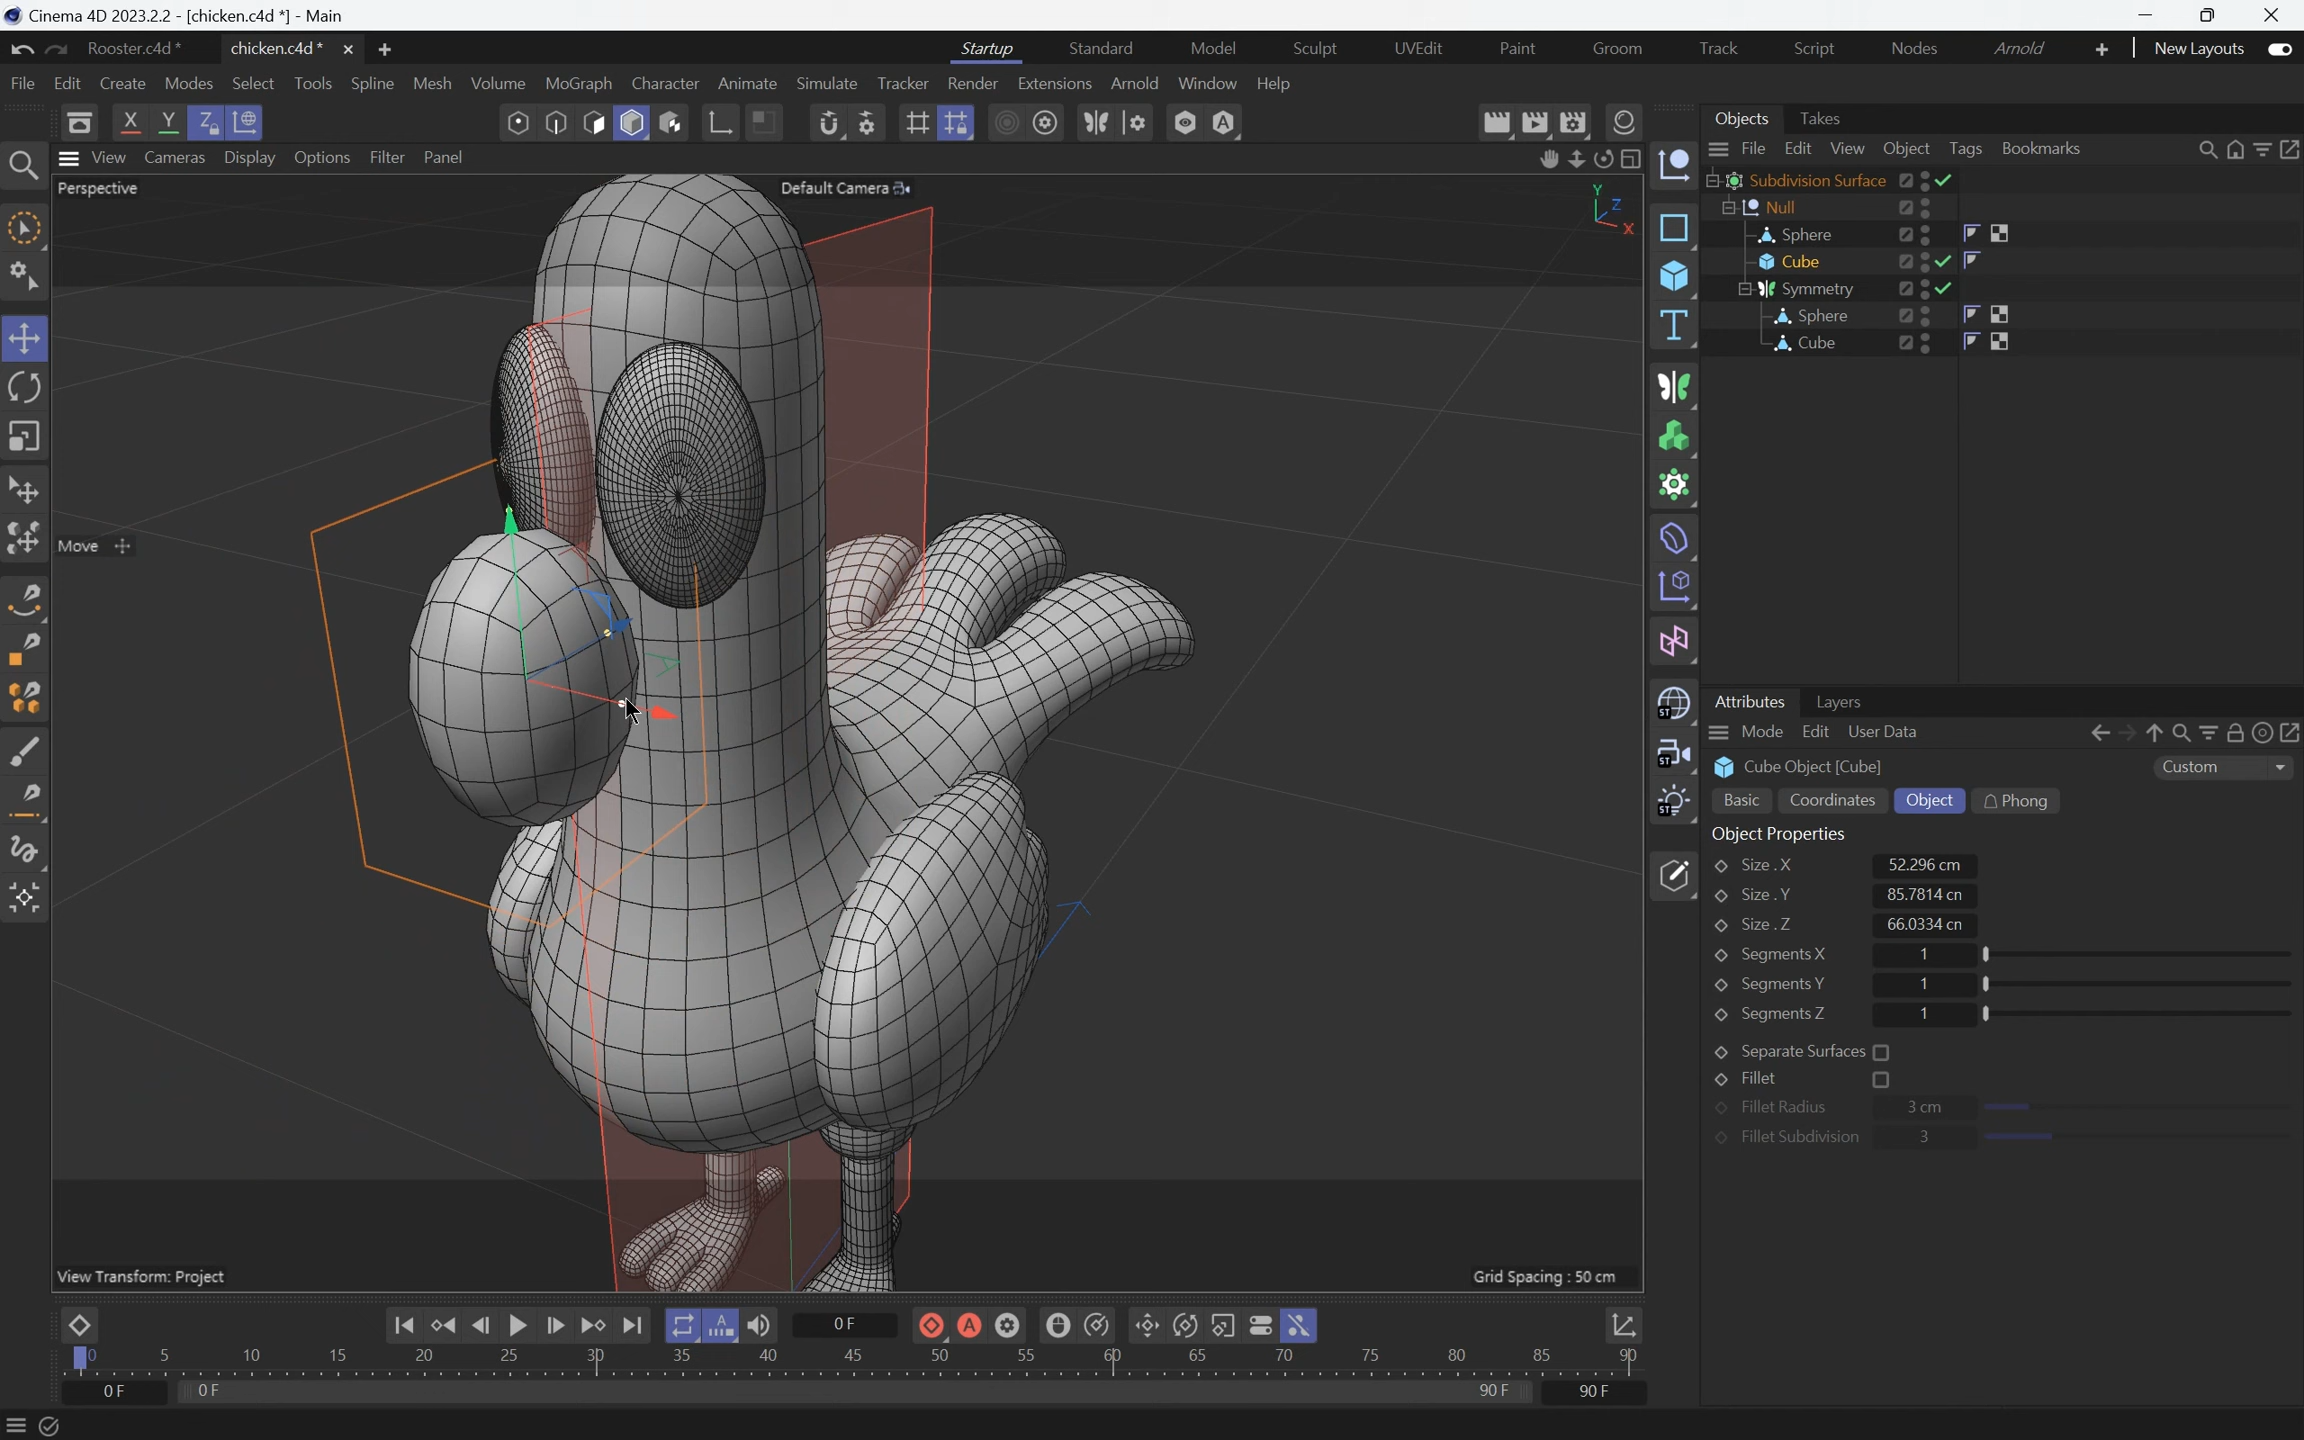 Cinema 4D 2023.2.2 - [chicken.c4d *] - Main
Rooster.c4d * chicken.c4d * Startup Standard Model Sculpt UVEdit Paint Groom Track Script Nodes Arnold New Layouts
File Edit Create Modes Select Tools Spline Mesh Volume MoGraph Character Animate Simulate Tracker Render Extensions Arnold Window Help
X Y Z
Objects Takes
View Cameras Display Options Filter Panel
File Edit View Object Tags Bookmarks
Perspective
Default Camera
Y
Z
X
Subdivision Surface
Null
Sphere
Cube
Symmetry
Sphere
Cube
Move
Attributes Layers
Mode Edit User Data
Cube Object [Cube] Custom
Basic Coordinates Object Phong
Object Properties
Size . X 52.296 cm
Size . Y 85.7814 cn
Size . Z 66.0334 cn
Segments X 1
Segments Y 1
Segments Z 1
Separate Surfaces
Fillet
Fillet Radius 3 cm
Fillet Subdivision 3
ST
ST
ST
View Transform: Project
Grid Spacing : 50 cm
0 F
0 5 10 15 20 25 30 35 40 45 50 55 60 65 70 75 80 85 90
0 F 0 F 90 F 90 F